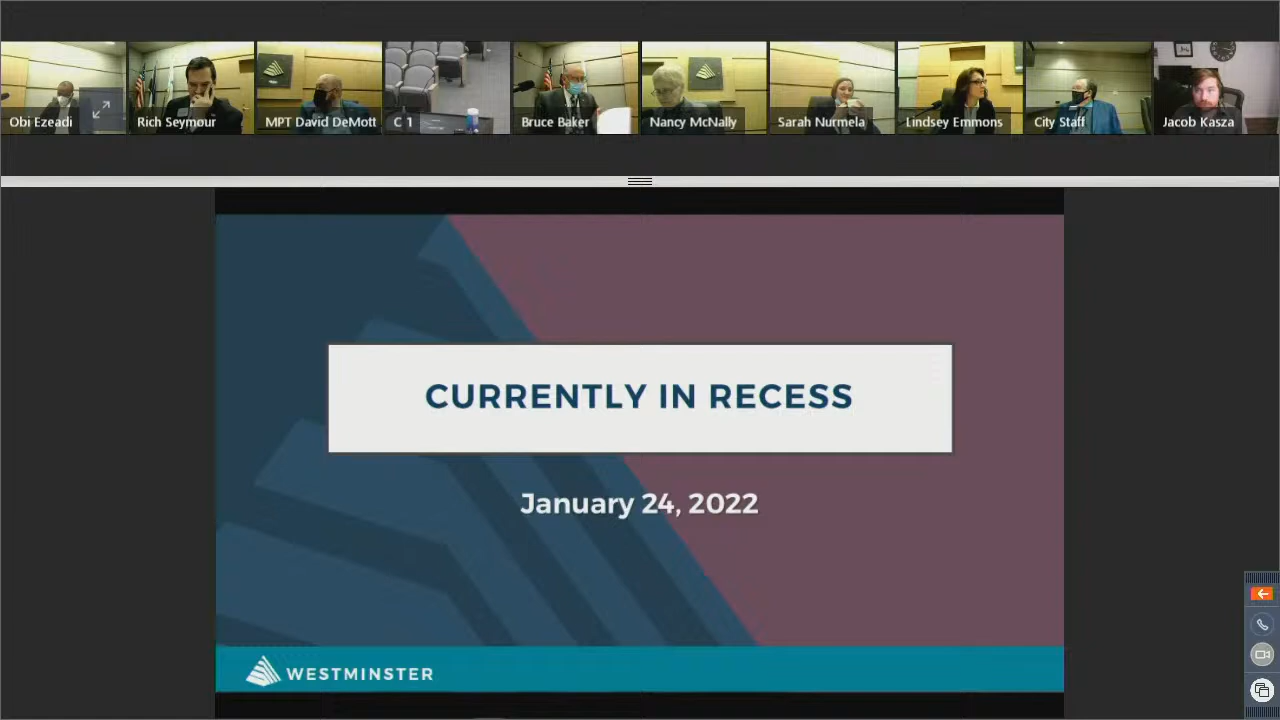 Obi Ezeadi
Rich Seymour
MPT David DeMott
C 1
Bruce Baker
Nancy McNally
Sarah Nurmela
Lindsey Emmons
City Staff
Jacob Kasza
CURRENTLY IN RECESS
January 24, 2022
WESTMINSTER